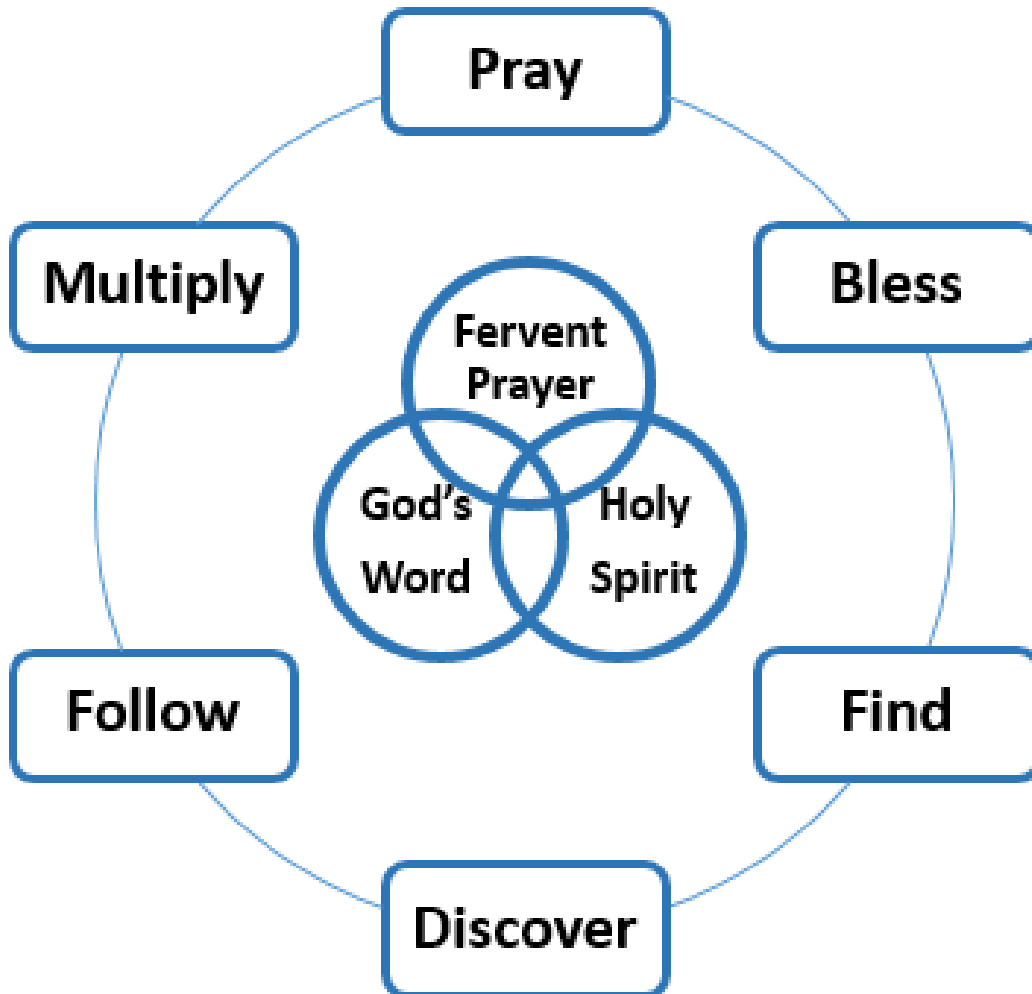 Pray
Multiply
Bless
Fervent
Prayer
God's
Word
Holy
Spirit
Follow
Find
Discover